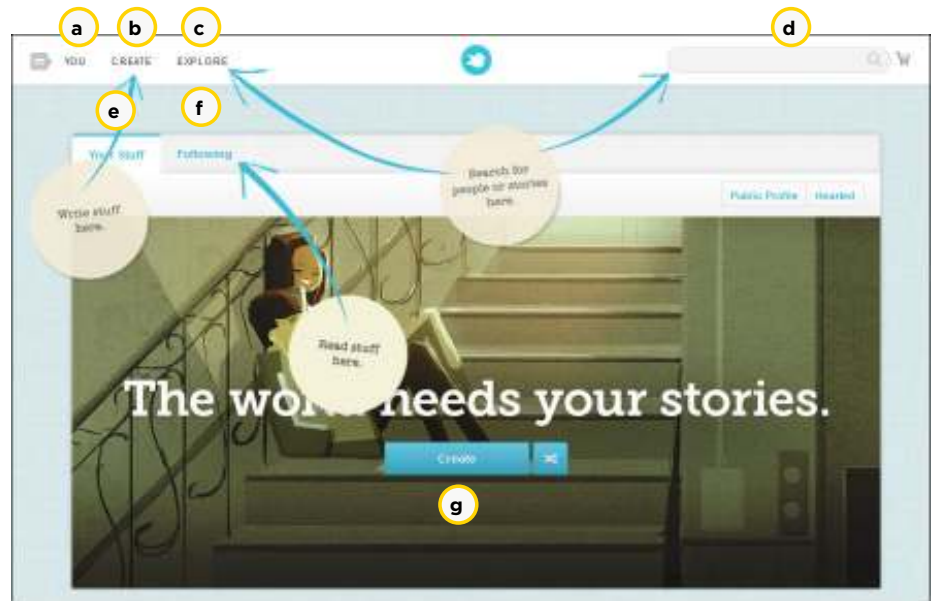 a b c d
YOU CREATE EXPLORE
e f
Your Stuff Following
Search for
people or stories
here.
Public Profile Hearted
Write stuff
here.
Read stuff
here.
The world needs your stories.
Create
g